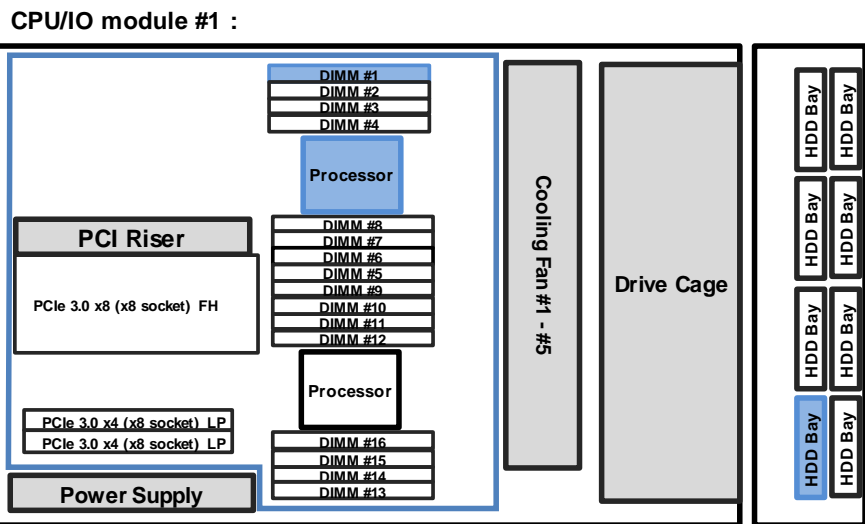 CPU/IO module #1 :
DIMM #1
DIMM #2
DIMM #3
DIMM #4
Processor
DIMM #8
DIMM #7
DIMM #6
DIMM #5
DIMM #9
DIMM #10
DIMM #11
DIMM #12
Processor
DIMM #16
DIMM #15
DIMM #14
DIMM #13
PCI Riser
PCIe 3.0 x8 (x8 socket) FH
PCIe 3.0 x4 (x8 socket) LP
PCIe 3.0 x4 (x8 socket) LP
Power Supply
Cooling Fan #1 - #5
Drive Cage
HDD Bay
HDD Bay
HDD Bay
HDD Bay
HDD Bay
HDD Bay
HDD Bay
HDD Bay